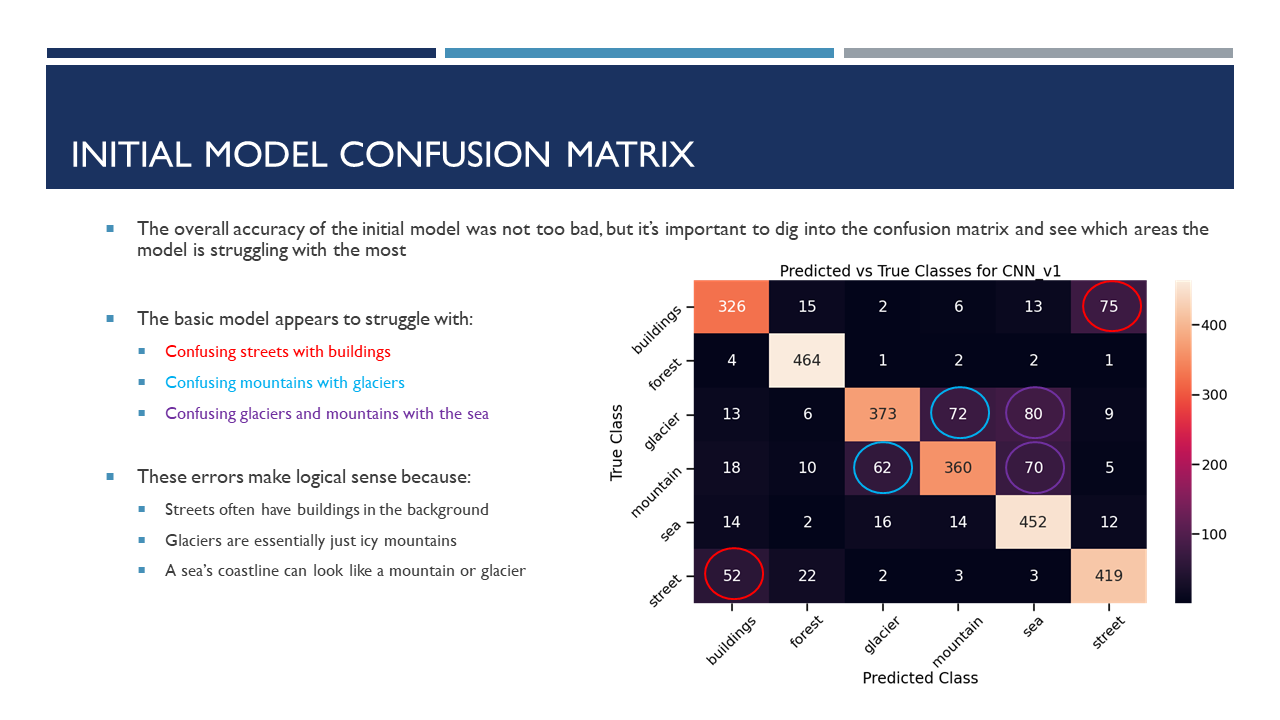 INITIAL MODEL CONFUSION MATRIX
The overall accuracy of the initial model was not too bad, but it's important to dig into the confusion matrix and see which areas the
model is struggling with the most
The basic model appears to struggle with:
Confusing streets with buildings
Confusing mountains with glaciers
Confusing glaciers and mountains with the sea
These errors make logical sense because:
Streets often have buildings in the background
Glaciers are essentially just icy mountains
A sea's coastline can look like a mountain or glacier
Predicted vs True Classes for CNN_v1
True Class
buildings 326 15 2 6 13 75
forest 4 464 1 2 2 1
glacier 13 6 373 72 80 9
mountain 18 10 62 360 70 5
sea 14 2 16 14 452 12
street 52 22 2 3 3 419
buildings forest glacier mountain sea street
Predicted Class
400
300
200
100